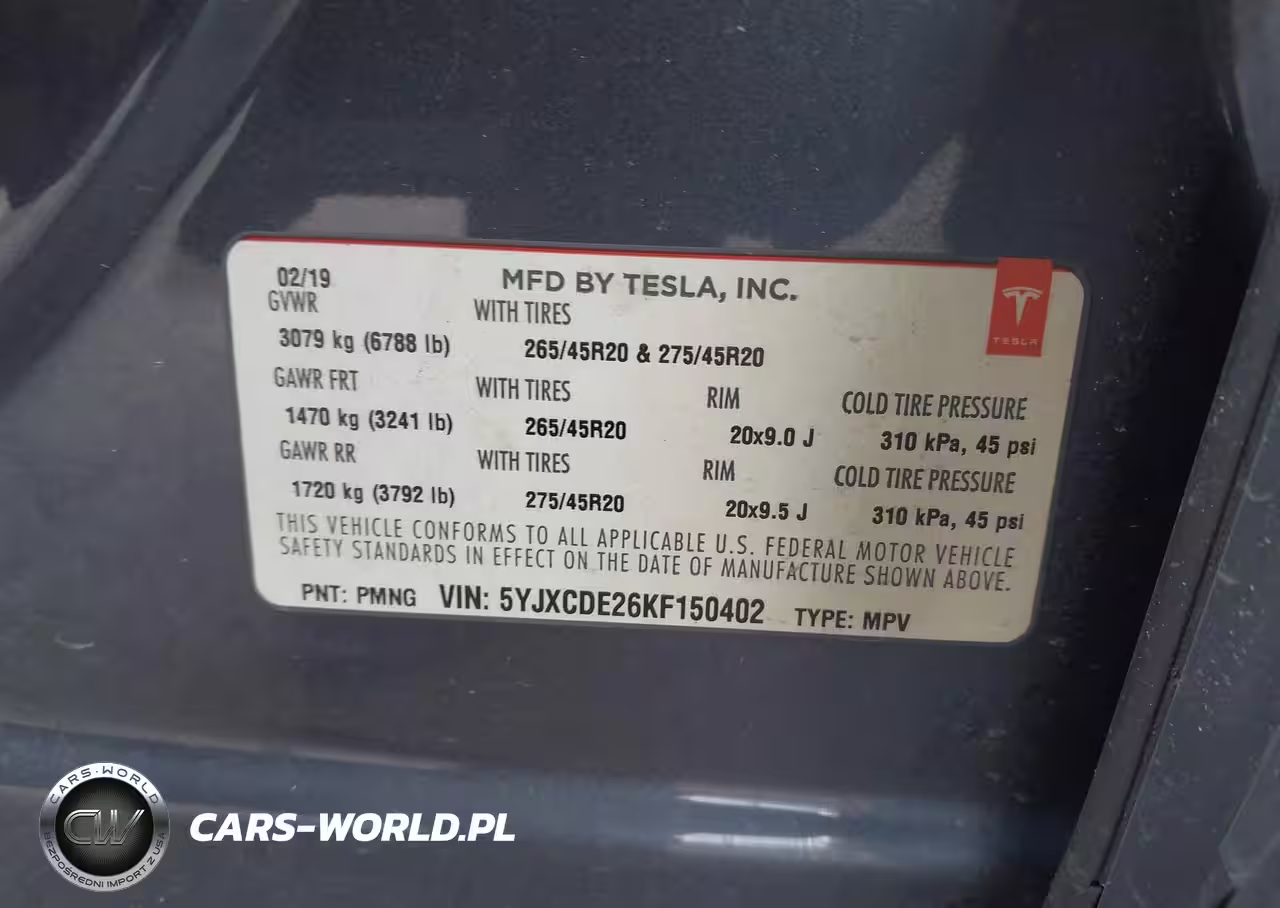 02/19 MFD BY TESLA, INC.
GVWR WITH TIRES
3079 kg (6788 lb) 265/45R20 & 275/45R20
TESLA
GAWR FRT WITH TIRES RIM COLD TIRE PRESSURE
1470 kg (3241 lb) 265/45R20 20x9.0 J 310 kPa, 45 psi
GAWR RR WITH TIRES RIM COLD TIRE PRESSURE
1720 kg (3792 lb) 275/45R20 20x9.5 J 310 kPa, 45 psi
THIS VEHICLE CONFORMS TO ALL APPLICABLE U.S. FEDERAL MOTOR VEHICLE
SAFETY STANDARDS IN EFFECT ON THE DATE OF MANUFACTURE SHOWN ABOVE.
PNT: PMNG VIN: 5YJXCDE26KF150402 TYPE: MPV
CARS-WORLD
CW
BEZPOŚREDNI IMPORT Z USA
CARS-WORLD.PL